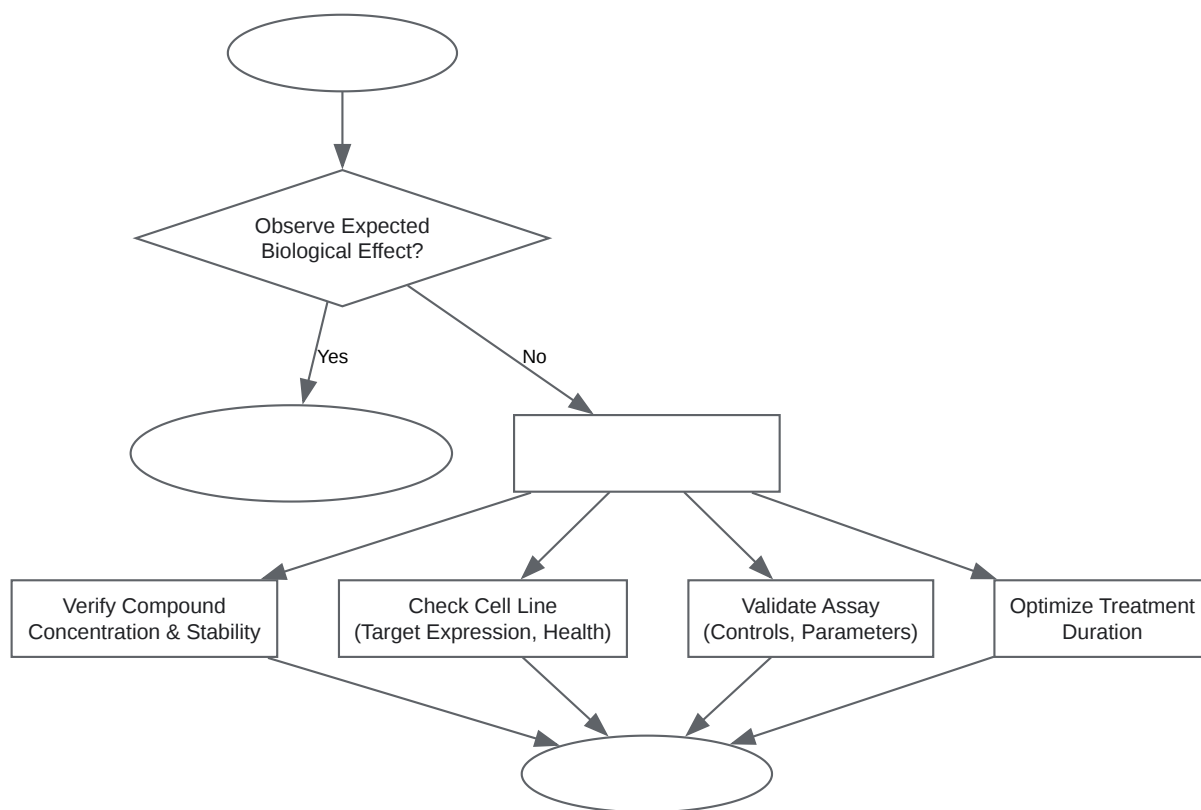 Observe Expected
Biological Effect?
Yes
No
Verify Compound
Concentration & Stability
Check Cell Line
(Target Expression, Health)
Validate Assay
(Controls, Parameters)
Optimize Treatment
Duration